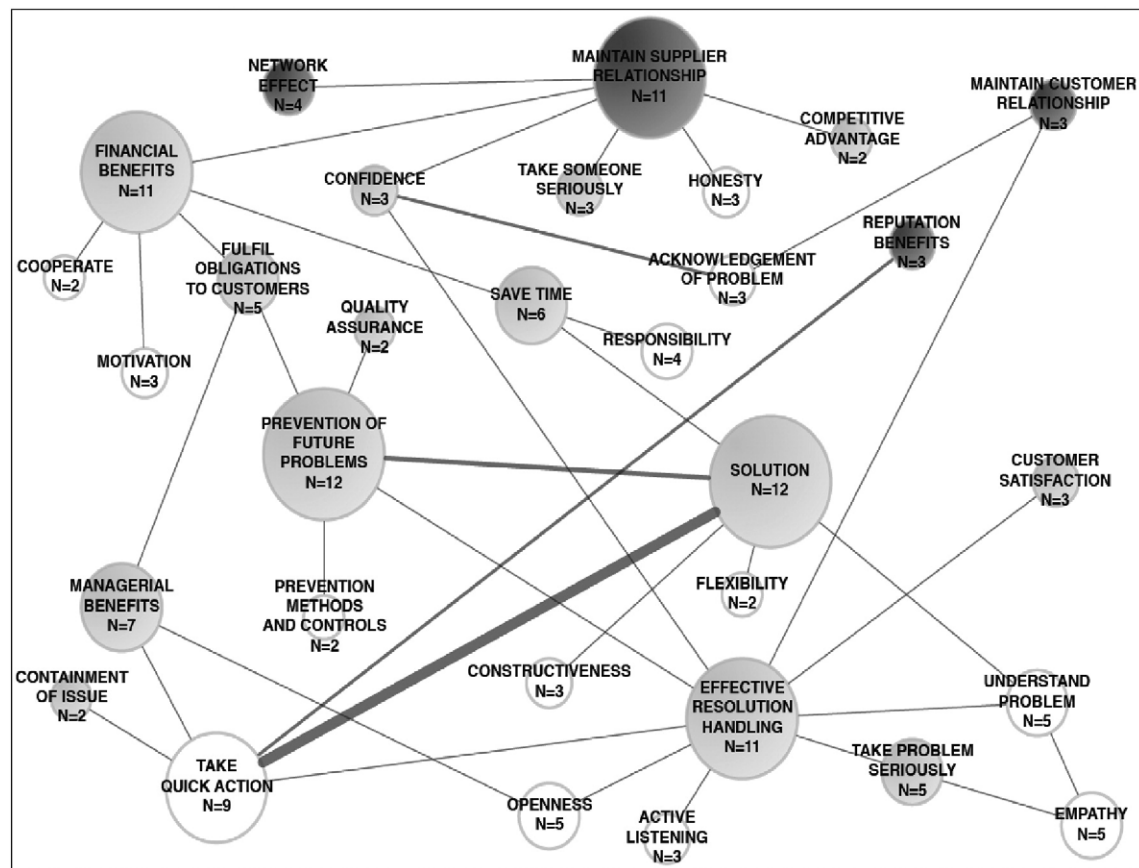 NETWORK
EFFECT
N=4
MAINTAIN SUPPLIER
RELATIONSHIP
N=11
MAINTAIN CUSTOMER
RELATIONSHIP
N=3
COMPETITIVE
ADVANTAGE
N=2
FINANCIAL
BENEFITS
N=11
CONFIDENCE
N=3
TAKE SOMEONE
SERIOUSLY
N=3
HONESTY
N=3
REPUTATION
BENEFITS
N=3
COOPERATE
N=2
FULFIL
OBLIGATIONS
TO CUSTOMERS
N=5
ACKNOWLEDGEMENT
OF PROBLEM
N=3
SAVE TIME
N=6
QUALITY
ASSURANCE
N=2
RESPONSIBILITY
N=4
MOTIVATION
N=3
PREVENTION OF
FUTURE
PROBLEMS
N=12
SOLUTION
N=12
CUSTOMER
SATISFACTION
N=3
MANAGERIAL
BENEFITS
N=7
PREVENTION
METHODS
AND CONTROLS
N=2
FLEXIBILITY
N=2
CONTAINMENT
OF ISSUE
N=2
CONSTRUCTIVENESS
N=3
EFFECTIVE
RESOLUTION
HANDLING
N=11
UNDERSTAND
PROBLEM
N=5
TAKE
QUICK ACTION
N=9
TAKE PROBLEM
SERIOUSLY
N=5
OPENNESS
N=5
ACTIVE
LISTENING
N=3
EMPATHY
N=5